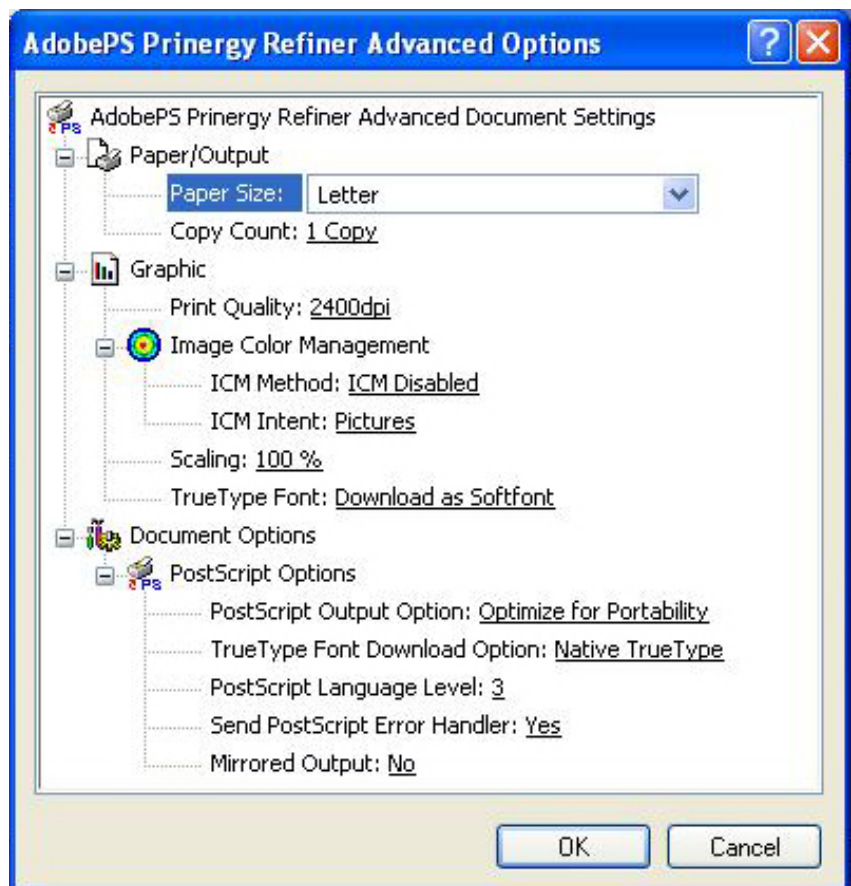 AdobePS Prinergy Refiner Advanced Options
AdobePS Prinergy Refiner Advanced Document Settings
Paper/Output
Paper Size: Letter
Copy Count: 1 Copy
Graphic
Print Quality: 2400dpi
Image Color Management
ICM Method: ICM Disabled
ICM Intent: Pictures
Scaling: 100 %
TrueType Font: Download as Softfont
Document Options
PostScript Options
PostScript Output Option: Optimize for Portability
TrueType Font Download Option: Native TrueType
PostScript Language Level: 3
Send PostScript Error Handler: Yes
Mirrored Output: No
OK Cancel